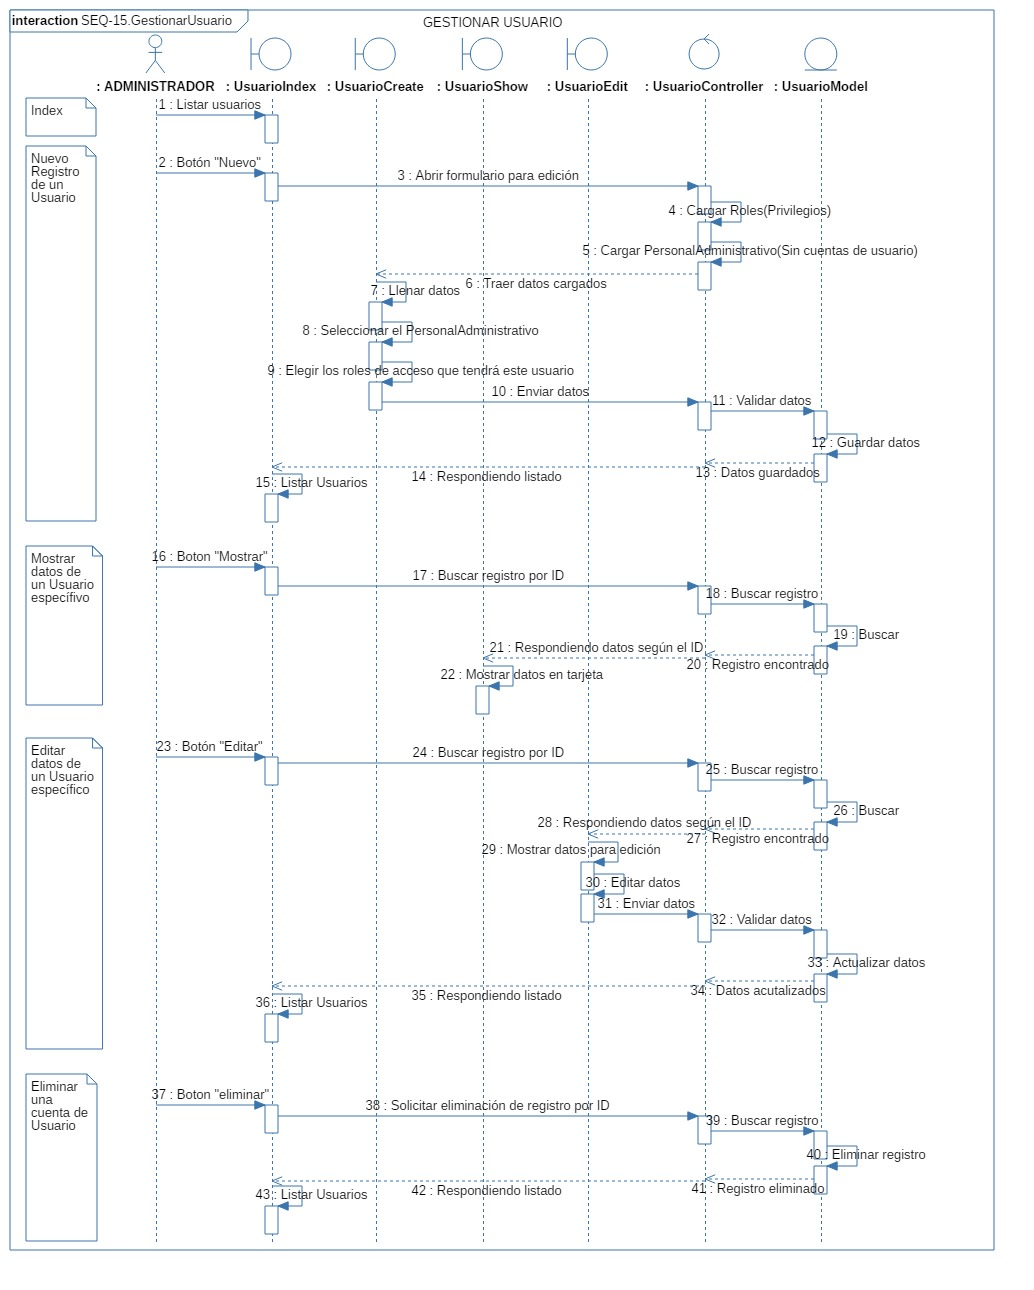 interaction SEQ-15.GestionarUsuario
GESTIONAR USUARIO
: ADMINISTRADOR
: UsuarioIndex
: UsuarioCreate
: UsuarioShow
: UsuarioEdit
: UsuarioController
: UsuarioModel
Index
1 : Listar usuarios
Nuevo
Registro
de un
Usuario
2 : Botón "Nuevo"
3 : Abrir formulario para edición
4 : Cargar Roles(Privilegios)
5 : Cargar PersonalAdministrativo(Sin cuentas de usuario)
6 : Traer datos cargados
7 : Llenar datos
8 : Seleccionar el PersonalAdministrativo
9 : Elegir los roles de acceso que tendrá este usuario
10 : Enviar datos
11 : Validar datos
12 : Guardar datos
13 : Datos guardados
14 : Respondiendo listado
15 : Listar Usuarios
Mostrar
datos de
un Usuario
específivo
16 : Boton "Mostrar"
17 : Buscar registro por ID
18 : Buscar registro
19 : Buscar
20 : Registro encontrado
21 : Respondiendo datos según el ID
22 : Mostrar datos en tarjeta
Editar
datos de
un Usuario
específico
23 : Botón "Editar"
24 : Buscar registro por ID
25 : Buscar registro
26 : Buscar
27 : Registro encontrado
28 : Respondiendo datos según el ID
29 : Mostrar datos para edición
30 : Editar datos
31 : Enviar datos
32 : Validar datos
33 : Actualizar datos
34 : Datos acutalizados
35 : Respondiendo listado
36 : Listar Usuarios
Eliminar
una
cuenta de
Usuario
37 : Boton "eliminar"
38 : Solicitar eliminación de registro por ID
39 : Buscar registro
40 : Eliminar registro
41 : Registro eliminado
42 : Respondiendo listado
43 : Listar Usuarios